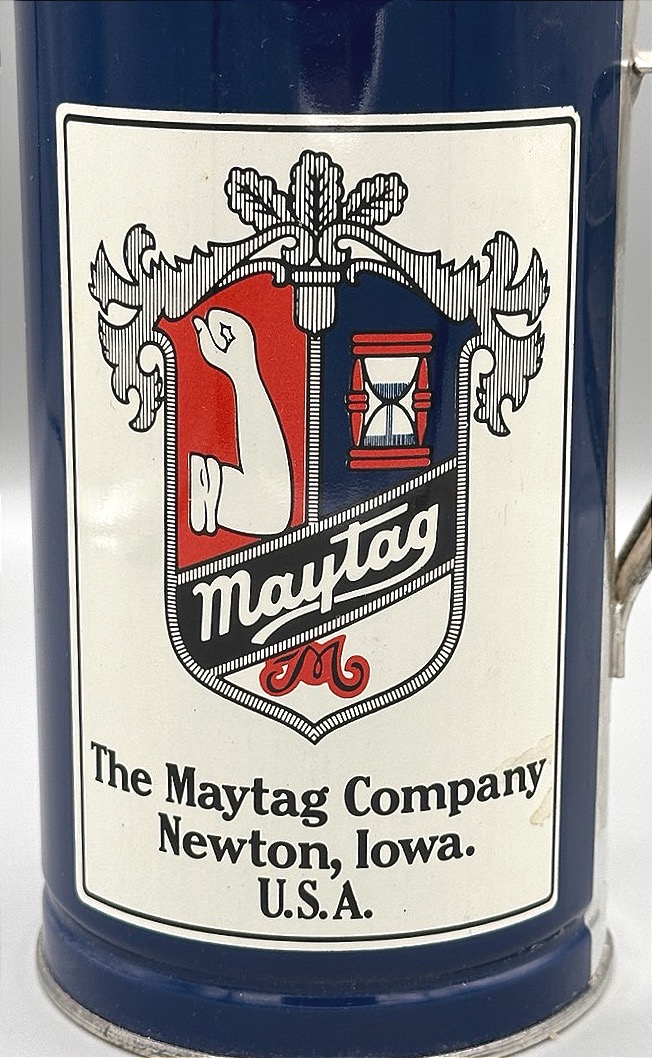 Maytag
M
The Maytag Company
Newton, Iowa.
U.S.A.